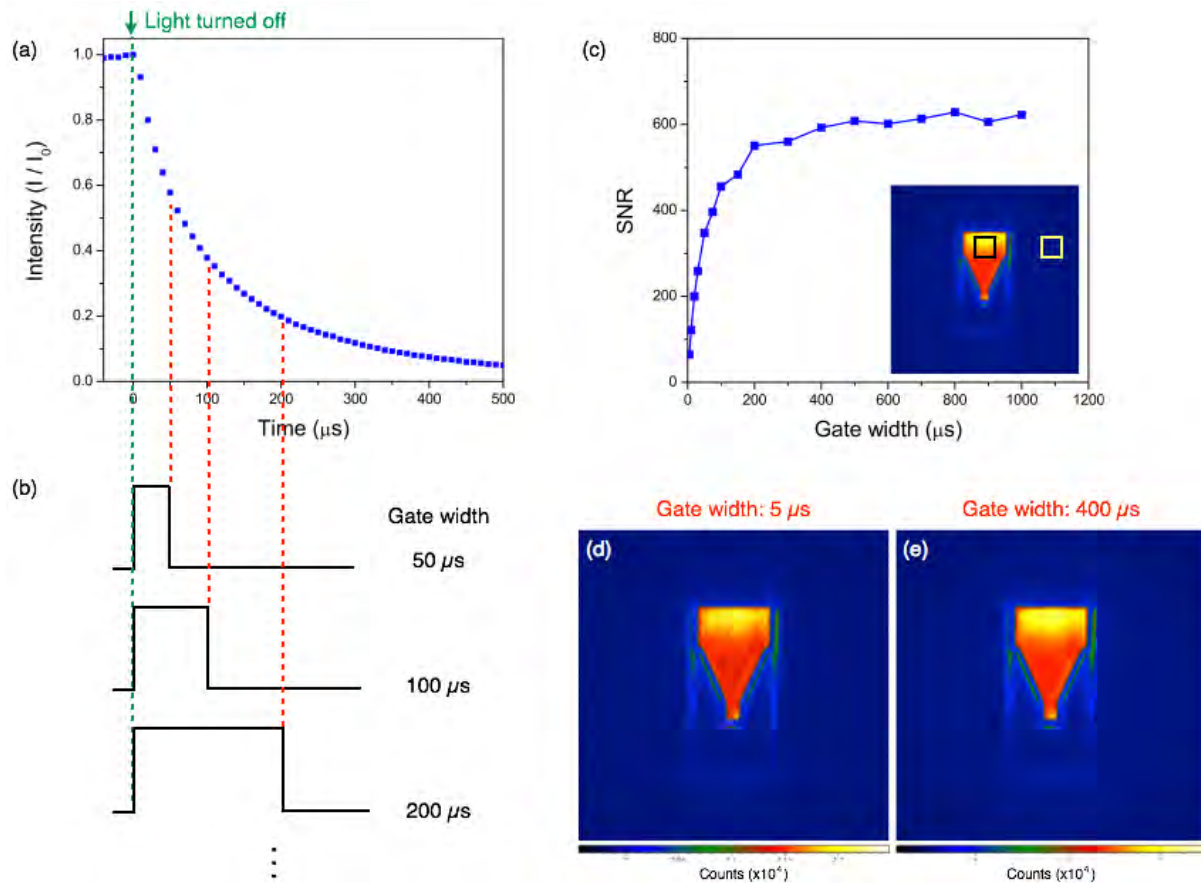 Light turned off
(a)
1.0
0.8
0.6
0.4
0.2
0.0
Intensity (I / I0)
0 100 200 300 400 500
Time (μs)
(b)
Gate width
50 μs
100 μs
200 μs
(c)
800
600
400
200
0
SNR
0 200 400 600 800 1000 1200
Gate width (μs)
Gate width: 5 μs
(d)
Counts (x10⁴)
Gate width: 400 μs
(e)
Counts (x10⁴)